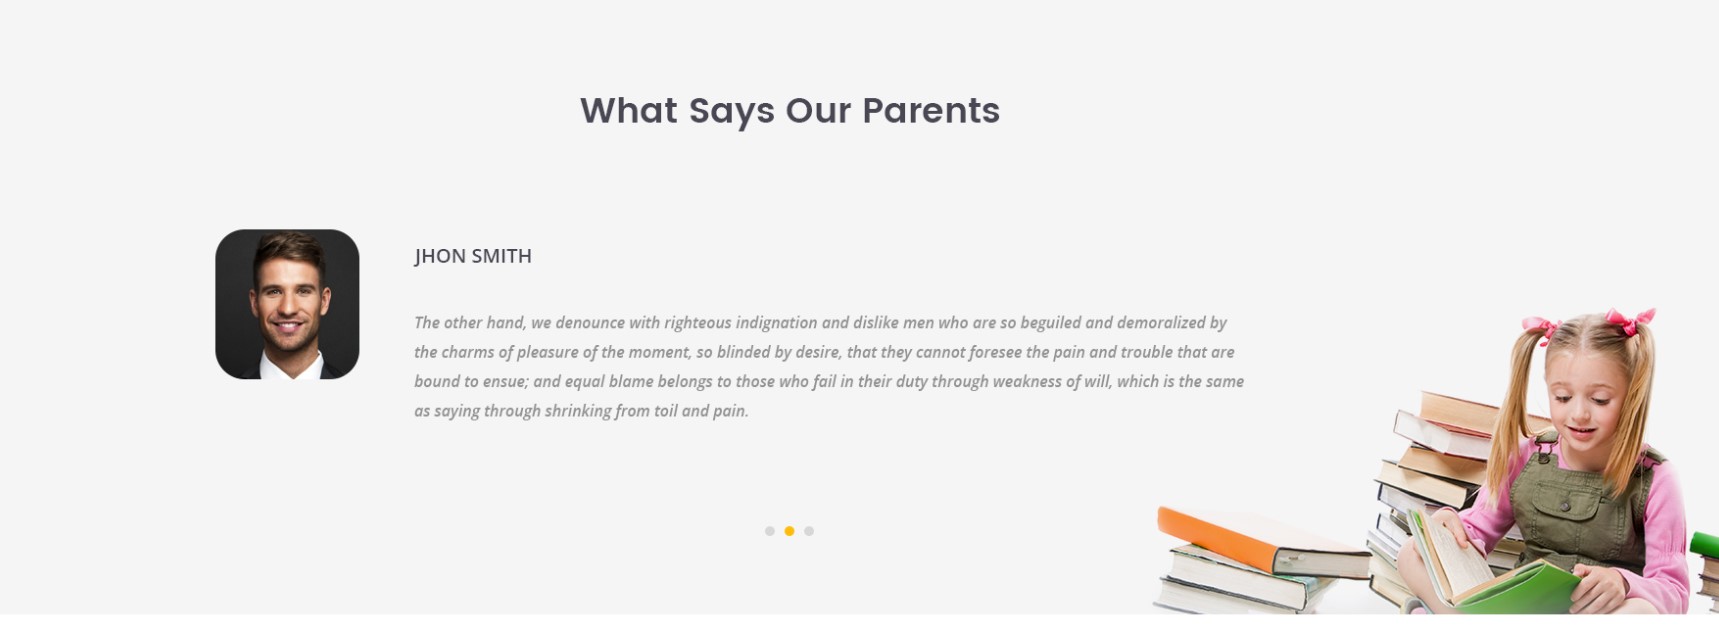 What Says Our Parents
JHON SMITH
The other hand, we denounce with righteous indignation and dislike men who are so beguiled and demoralized by
the charms of pleasure of the moment, so blinded by desire, that they cannot foresee the pain and trouble that are
bound to ensue; and equal blame belongs to those who fail in their duty through weakness of will, which is the same
as saying through shrinking from toil and pain.